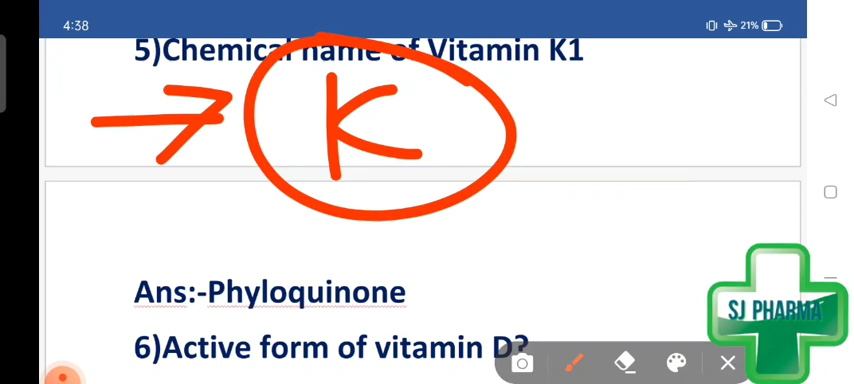 4:38
21%
5)Chemical name of Vitamin K1
K
Ans:-Phyloquinone
SJ PHARMA
6)Active form of vitamin D?